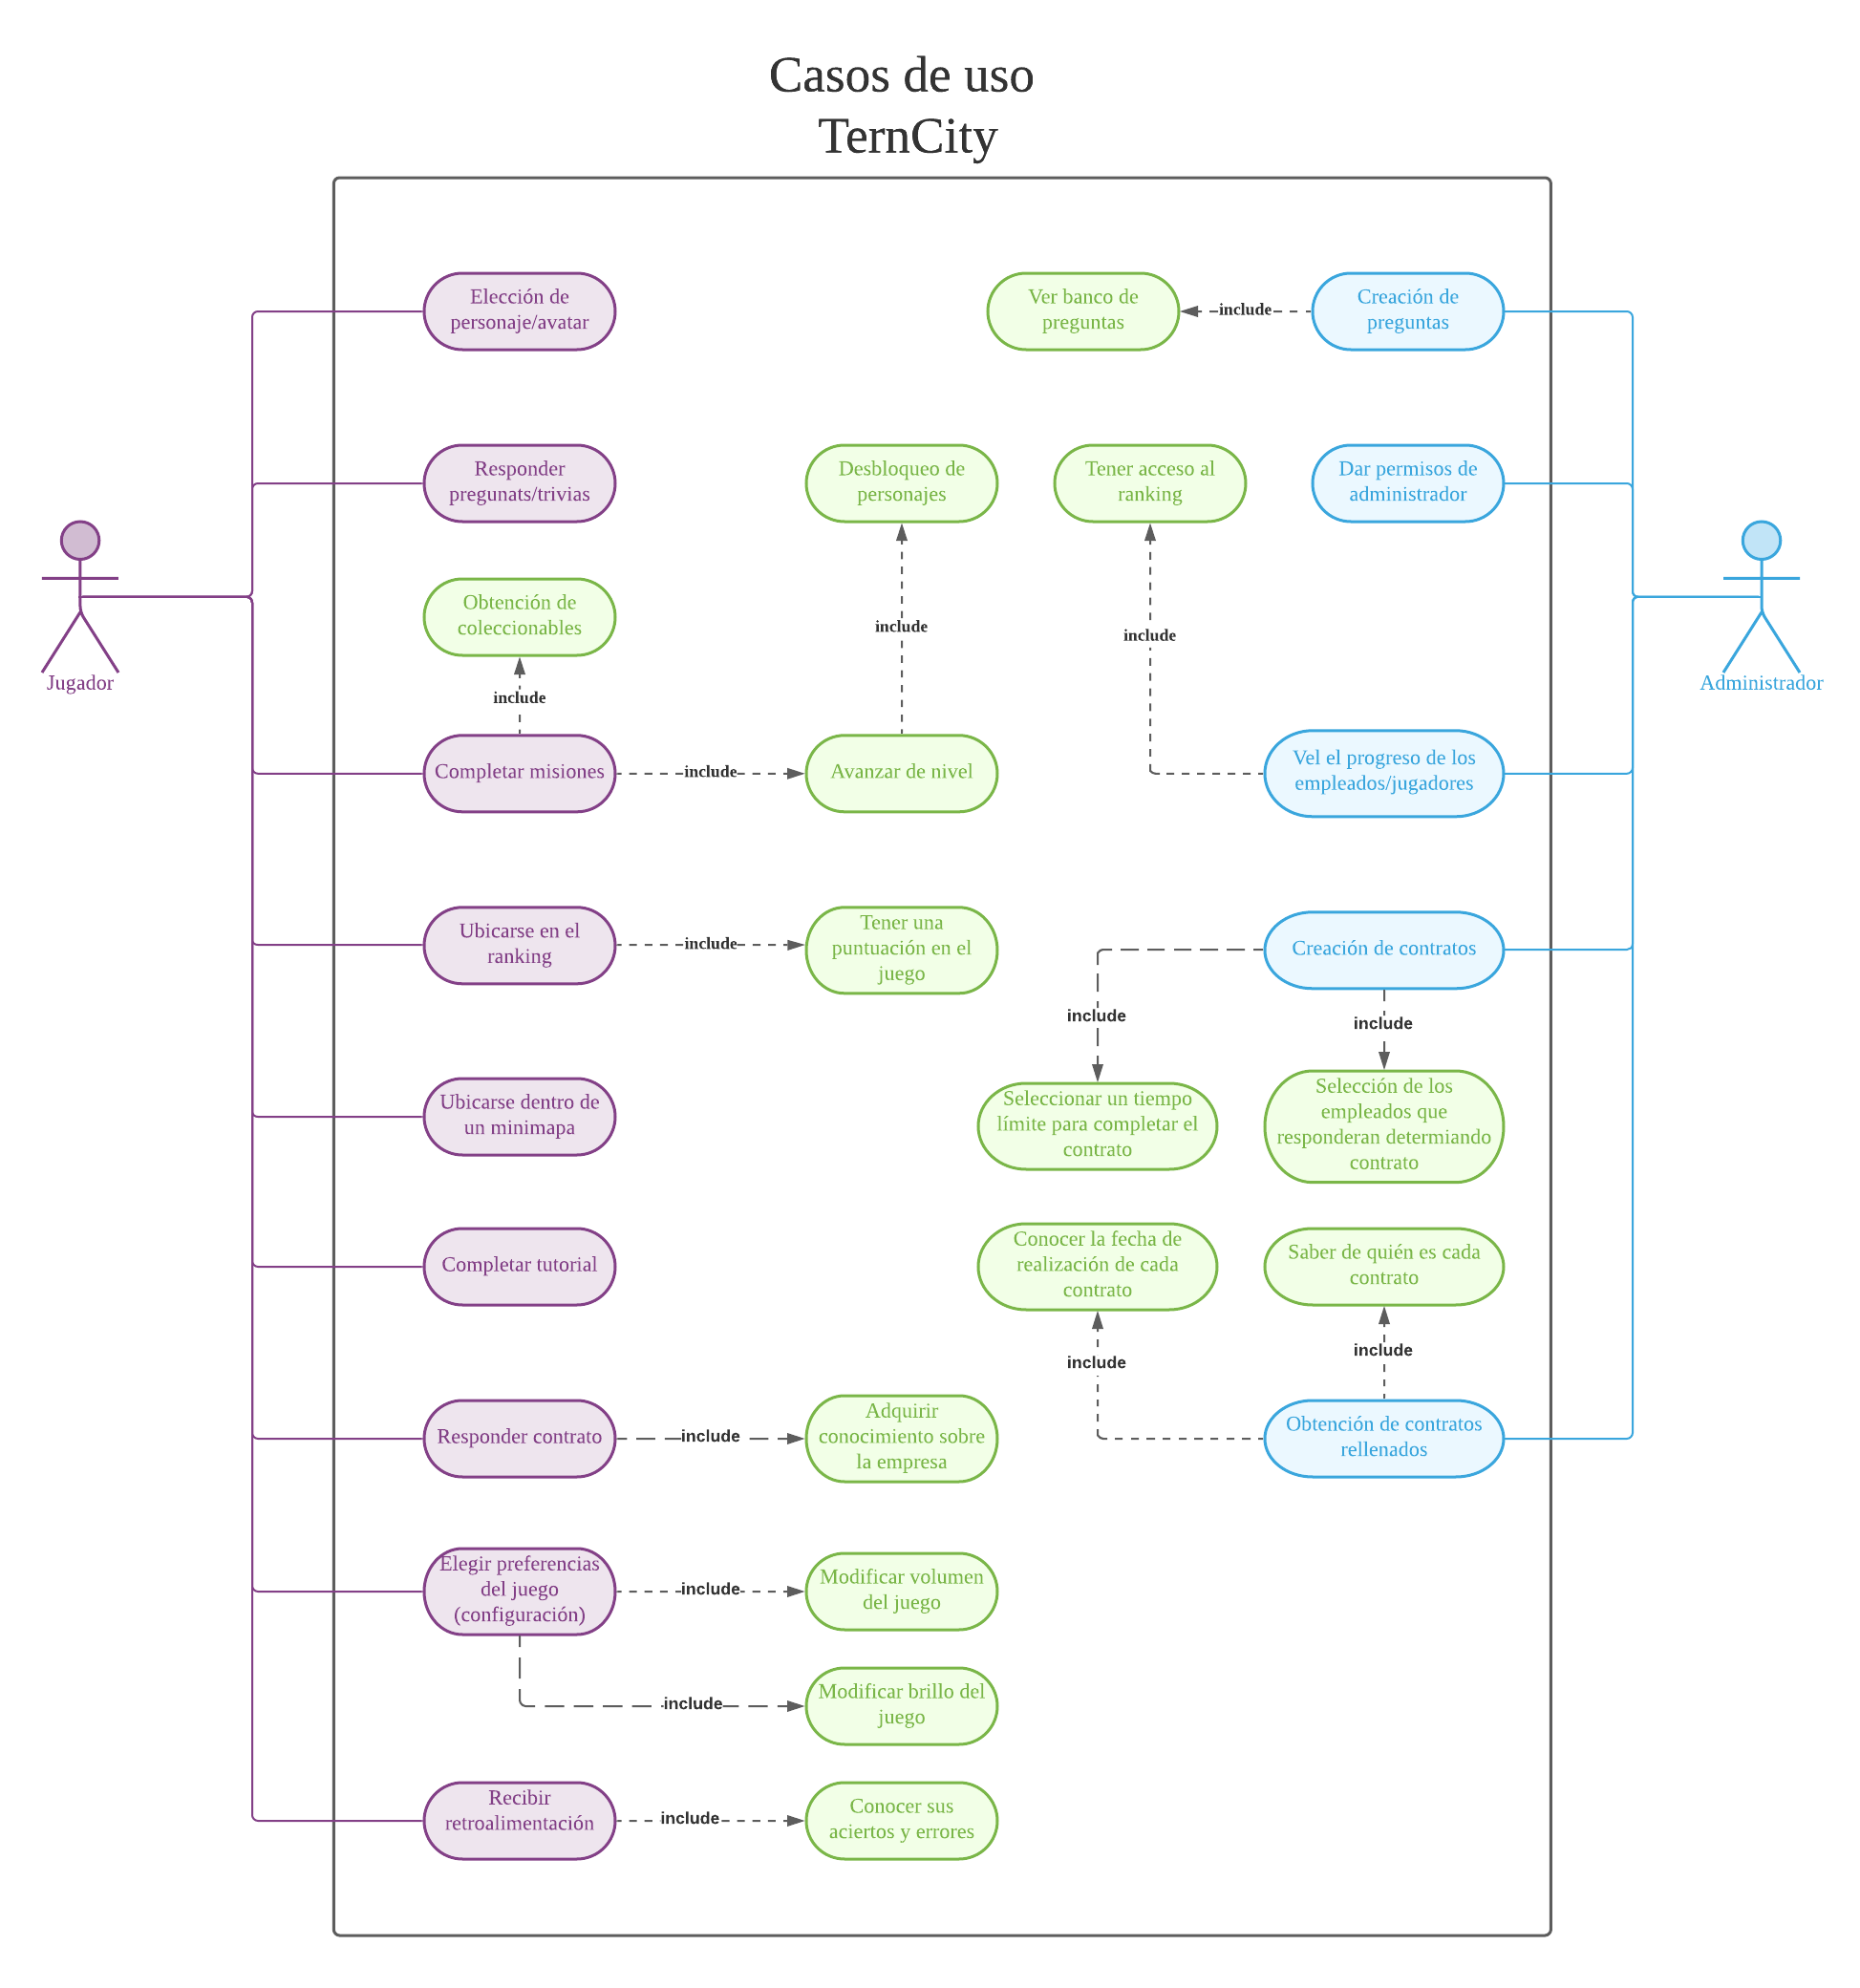 Casos de uso
TernCity
Elección de
personaje/avatar
Ver banco de
preguntas
include
Creación de
preguntas
Responder
pregunats/trivias
Desbloqueo de
personajes
Tener acceso al
ranking
Dar permisos de
administrador
Jugador
Administrador
Obtención de
coleccionables
include
include
include
Completar misiones
include
Avanzar de nivel
Vel el progreso de los
empleados/jugadores
Ubicarse en el
ranking
include
Tener una
puntuación en el
juego
Creación de contratos
include
include
Ubicarse dentro de
un minimapa
Seleccionar un tiempo
límite para completar el
contrato
Selección de los
empleados que
responderan determiando
contrato
Completar tutorial
Conocer la fecha de
realización de cada
contrato
Saber de quién es cada
contrato
include
include
Responder contrato
include
Adquirir
conocimiento sobre
la empresa
Obtención de contratos
rellenados
Elegir preferencias
del juego
(configuración)
include
Modificar volumen
del juego
include
Modificar brillo del
juego
Recibir
retroalimentación
include
Conocer sus
aciertos y errores